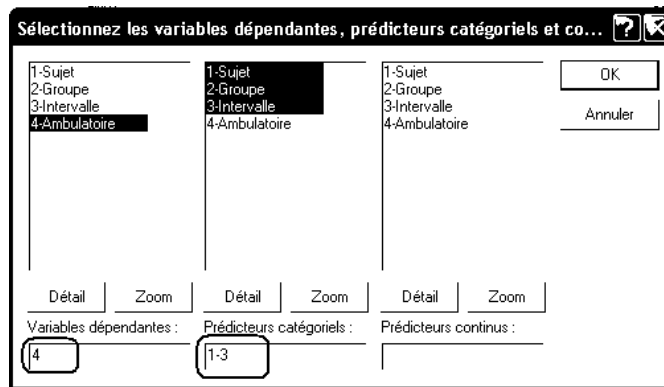 Sélectionnez les variables dépendantes, prédicteurs catégoriels et co...
1-Sujet
2-Groupe
3-Intervalle
4-Ambulatoire
1-Sujet
2-Groupe
3-Intervalle
4-Ambulatoire
1-Sujet
2-Groupe
3-Intervalle
4-Ambulatoire
OK
Annuler
Détail Zoom Détail Zoom Détail Zoom
Variables dépendantes : Prédicteurs catégoriels : Prédicteurs continus :
4 1-3